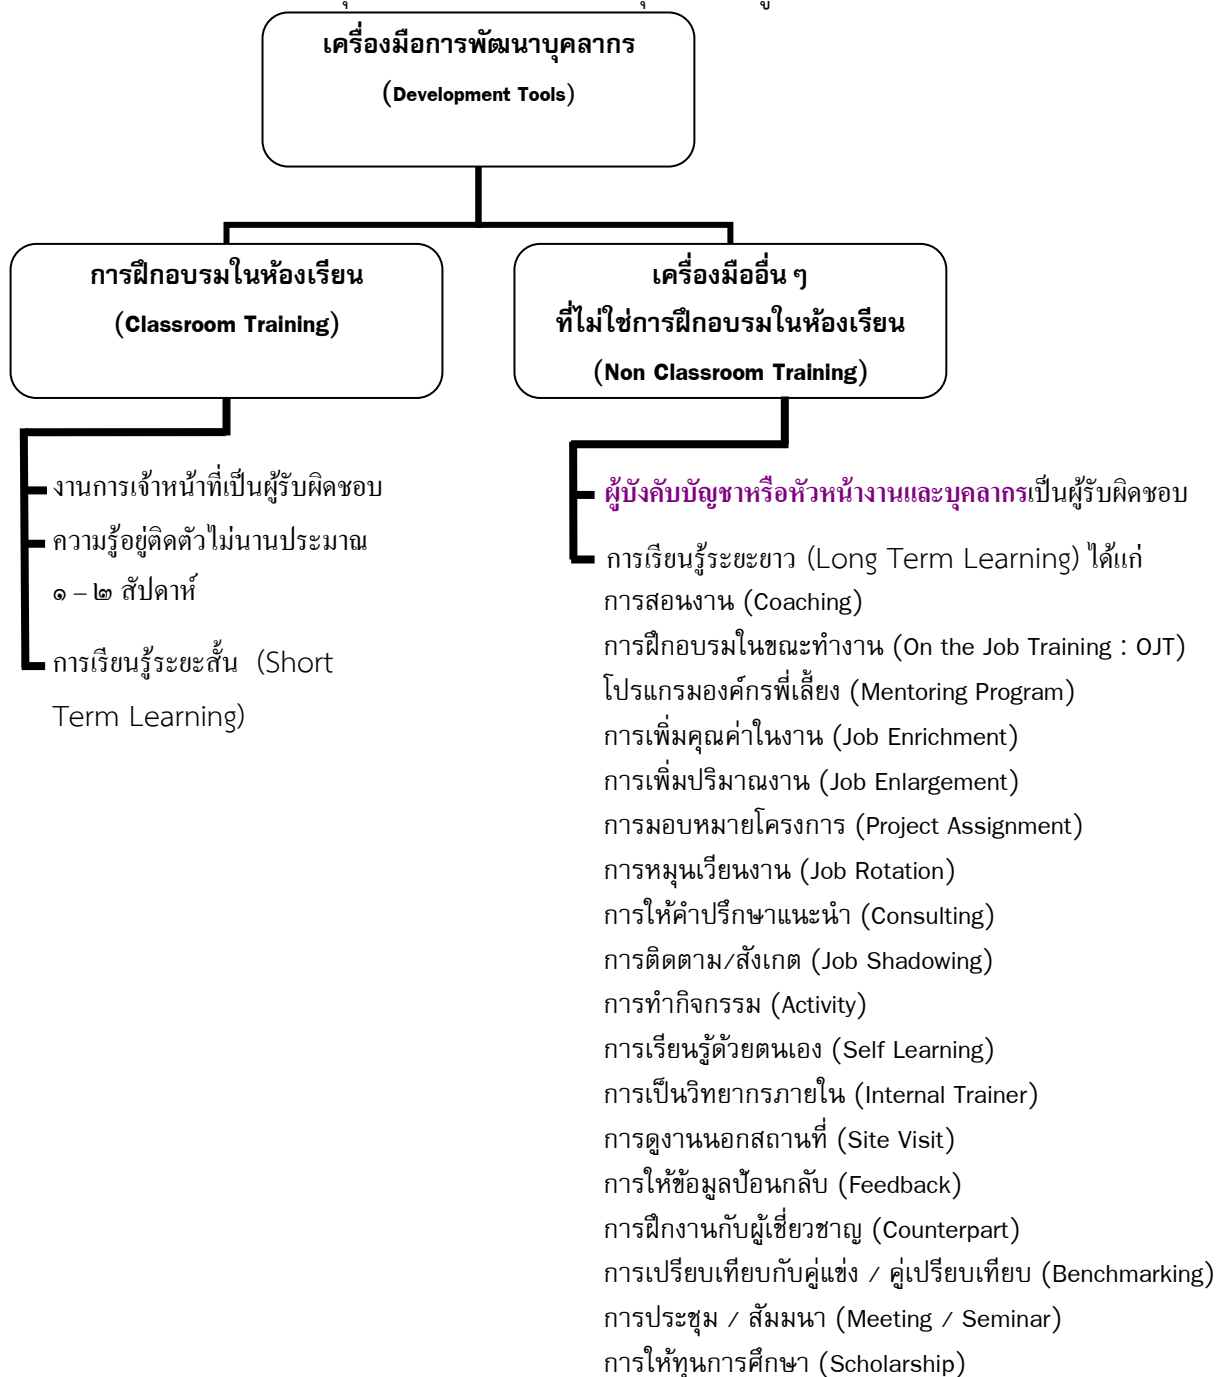 เครื่องมือการพัฒนาบุคลากร
(Development Tools)
การฝึกอบรมในห้องเรียน
(Classroom Training)
เครื่องมืออื่น ๆ
ที่ไม่ใช่การฝึกอบรมในห้องเรียน
(Non Classroom Training)
งานการเจ้าหน้าที่เป็นผู้รับผิดชอบ
ความรู้อยู่ติดตัวไม่นานประมาณ
๑ – ๒ สัปดาห์
การเรียนรู้ระยะสั้น (Short
Term Learning)
ผู้บังคับบัญชาหรือหัวหน้างานและบุคลากรเป็นผู้รับผิดชอบ
การเรียนรู้ระยะยาว (Long Term Learning) ได้แก่
การสอนงาน (Coaching)
การฝึกอบรมในขณะทำงาน (On the Job Training : OJT)
โปรแกรมองค์กรพี่เลี้ยง (Mentoring Program)
การเพิ่มคุณค่าในงาน (Job Enrichment)
การเพิ่มปริมาณงาน (Job Enlargement)
การมอบหมายโครงการ (Project Assignment)
การหมุนเวียนงาน (Job Rotation)
การให้คำปรึกษาแนะนำ (Consulting)
การติดตาม/สังเกต (Job Shadowing)
การทำกิจกรรม (Activity)
การเรียนรู้ด้วยตนเอง (Self Learning)
การเป็นวิทยากรภายใน (Internal Trainer)
การดูงานนอกสถานที่ (Site Visit)
การให้ข้อมูลป้อนกลับ (Feedback)
การฝึกงานกับผู้เชี่ยวชาญ (Counterpart)
การเปรียบเทียบกับคู่แข่ง / คู่เปรียบเทียบ (Benchmarking)
การประชุม / สัมมนา (Meeting / Seminar)
การให้ทุนการศึกษา (Scholarship)